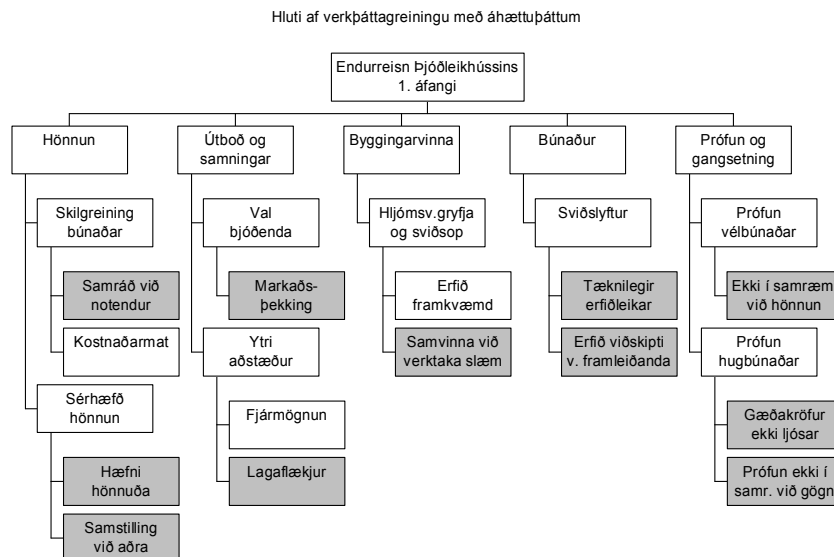 Hluti af verkþáttagreiningu með áhættuþáttum
Endurreisn Þjóðleikhússins
1. áfangi
Hönnun
Útboð og
samningar
Byggingarvinna
Búnaður
Prófun og
gangsetning
Skilgreining
búnaðar
Samráð við
notendur
Kostnaðarmat
Sérhæfð
hönnun
Hæfni
hönnuða
Samstilling
við aðra
Val
bjóðenda
Markaðs-
þekking
Ytri
aðstæður
Fjármögnun
Lagaflækjur
Hljómsv.gryfja
og sviðsop
Erfið
framkvæmd
Samvinna við
verktaka slæm
Sviðslyftur
Tæknilegir
erfiðleikar
Erfið viðskipti
v. framleiðanda
Prófun
vélbúnaðar
Ekki í samræm
við hönnun
Prófun
hugbúnaðar
Gæðakröfur
ekki ljósar
Prófun ekki í
samr. við gögn